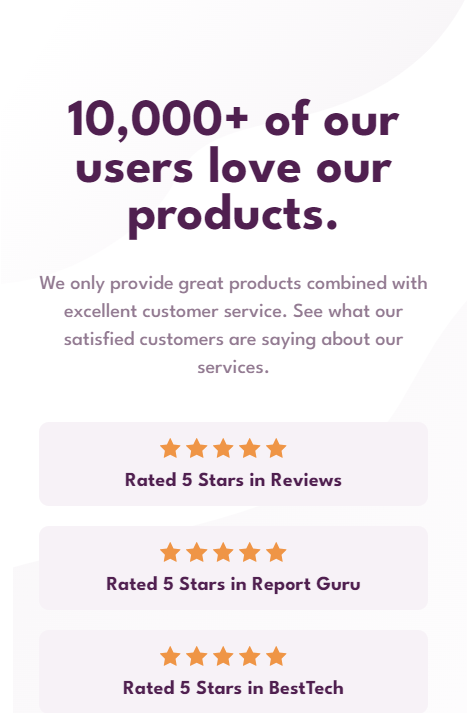 10,000+ of our
users love our
products.
We only provide great products combined with
excellent customer service. See what our
satisfied customers are saying about our
services.
Rated 5 Stars in Reviews
Rated 5 Stars in Report Guru
Rated 5 Stars in BestTech